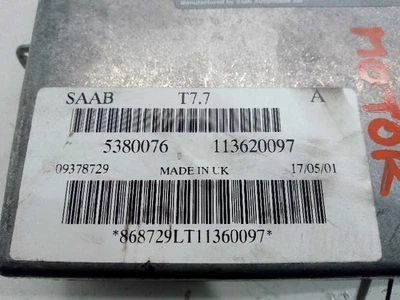 SAAB T7.7 A
5380076 113620097
09378729 MADE IN UK 17/05/01
*868729LT11360097*
MOTOR